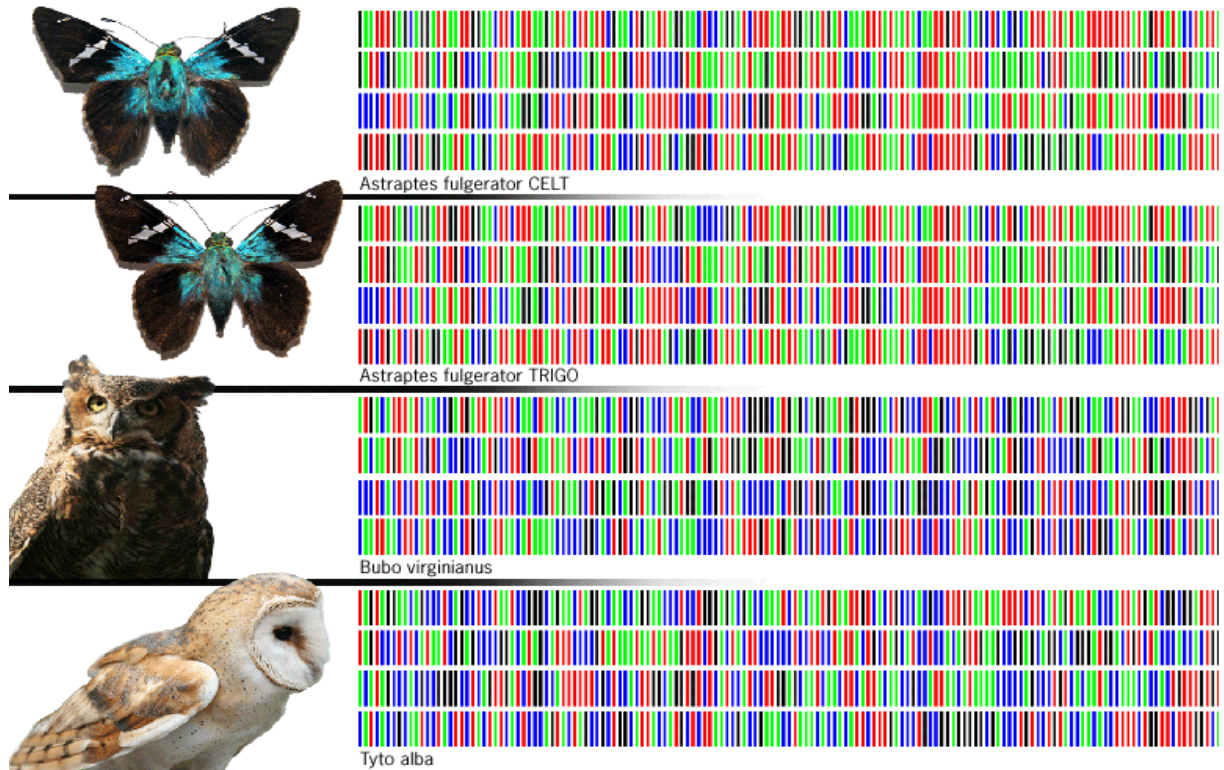 Astraptes fulgerator CELT
Astraptes fulgerator TRIGO
Bubo virginianus
Tyto alba